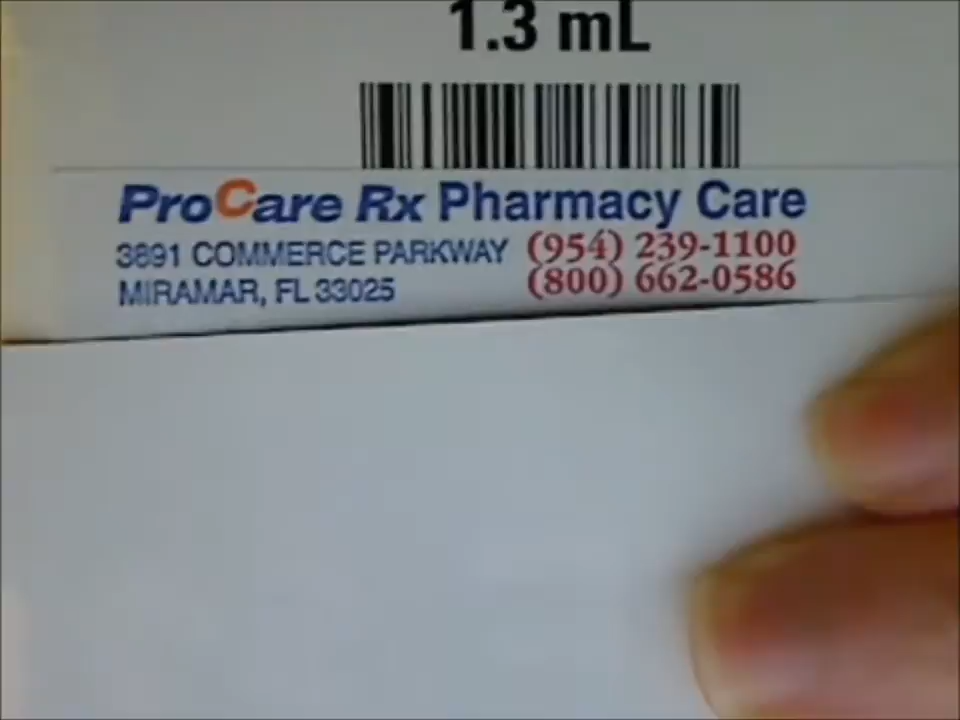 1.3 mL
ProCare Rx Pharmacy Care
3891 COMMERCE PARKWAY (954) 239-1100
MIRAMAR, FL 33025 (800) 662-0586